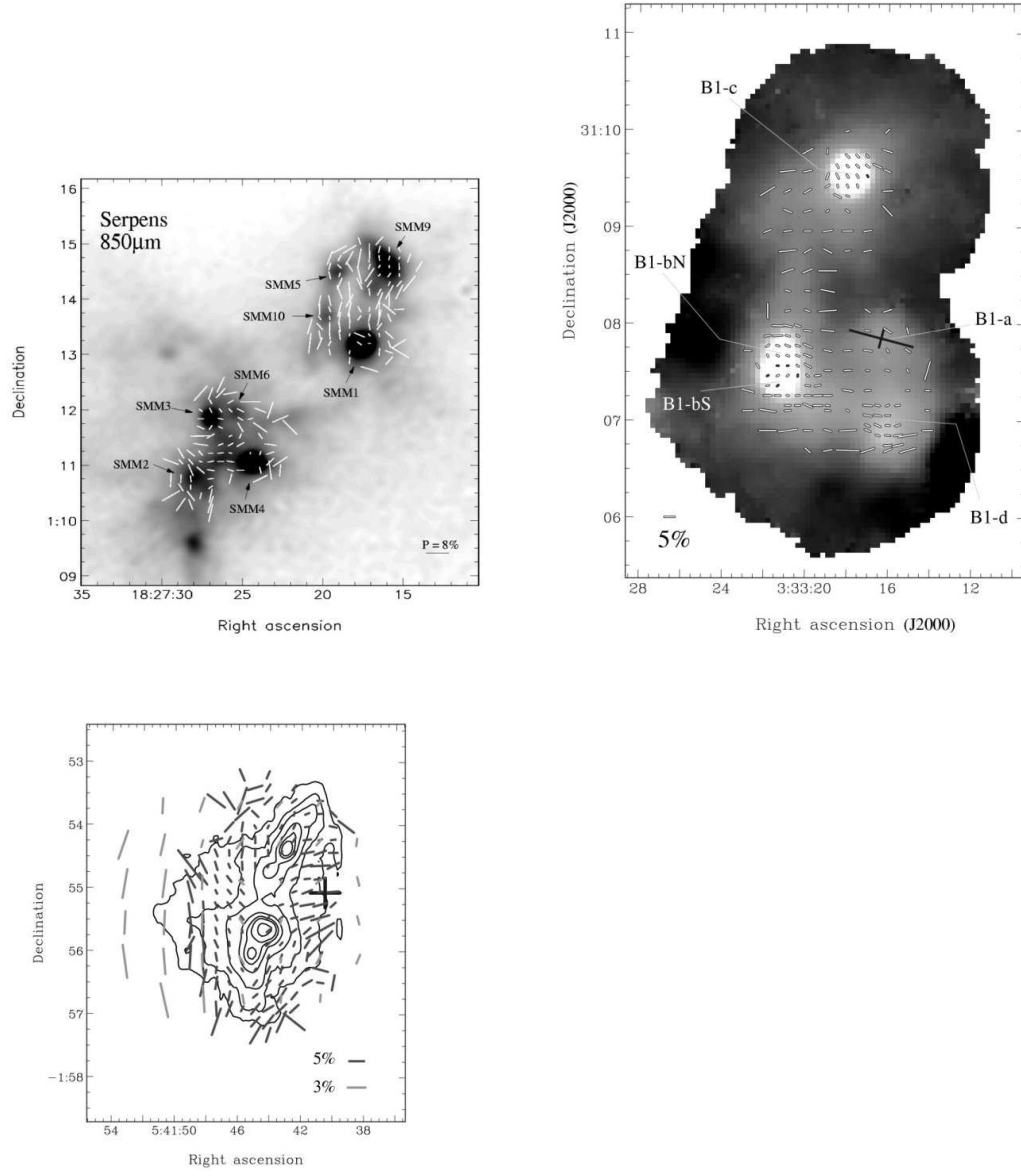 Serpens
850μm
SMM9
SMM5
SMM10
SMM1
SMM6
SMM3
SMM2
SMM4
P = 8%
16
15
14
13
12
11
1:10
09
35
18:27:30
25
20
15
Declination
Right ascension
B1-c
B1-bN
B1-a
B1-bS
B1-d
5%
11
31:10
09
08
07
06
28
24
3:33:20
16
12
Declination (J2000)
Right ascension (J2000)
53
54
55
56
57
-1:58
5%
3%
54
5:41:50
46
42
38
Declination
Right ascension